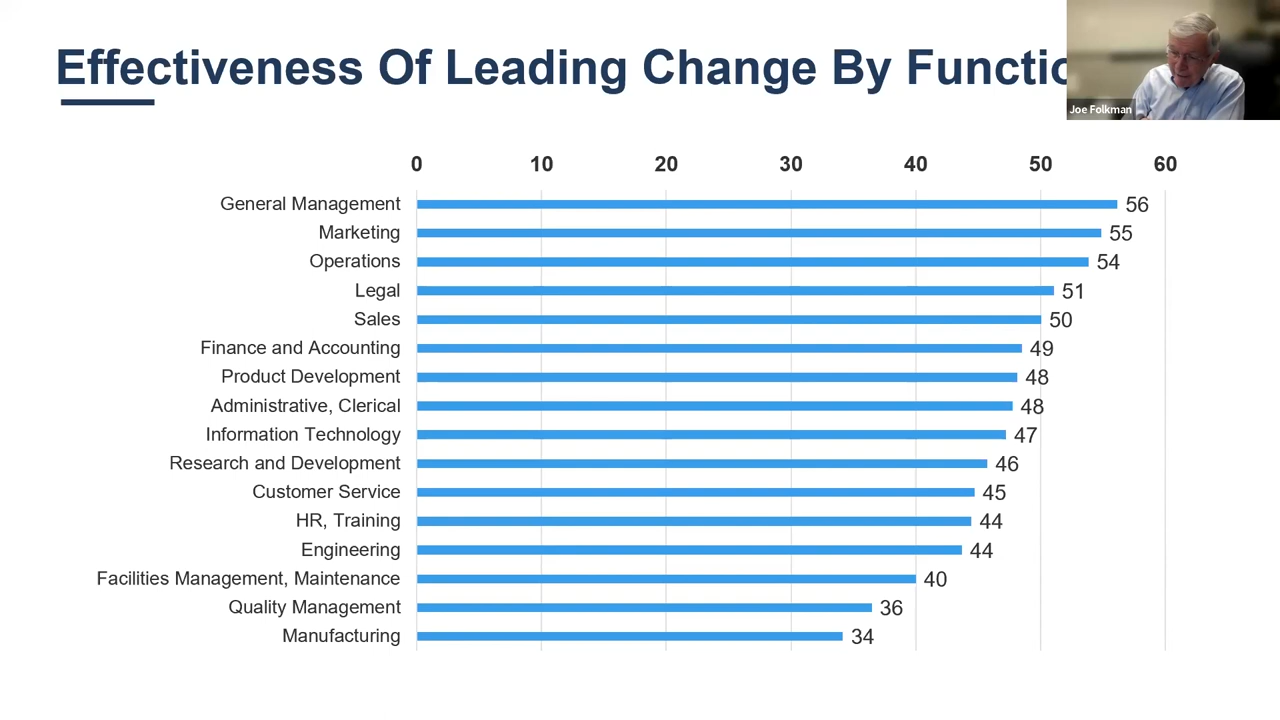 Effectiveness Of Leading Change By Functio
Joe Folkman
0 10 20 30 40 50 60
General Management 56
Marketing 55
Operations 54
Legal 51
Sales 50
Finance and Accounting 49
Product Development 48
Administrative, Clerical 48
Information Technology 47
Research and Development 46
Customer Service 45
HR, Training 44
Engineering 44
Facilities Management, Maintenance 40
Quality Management 36
Manufacturing 34